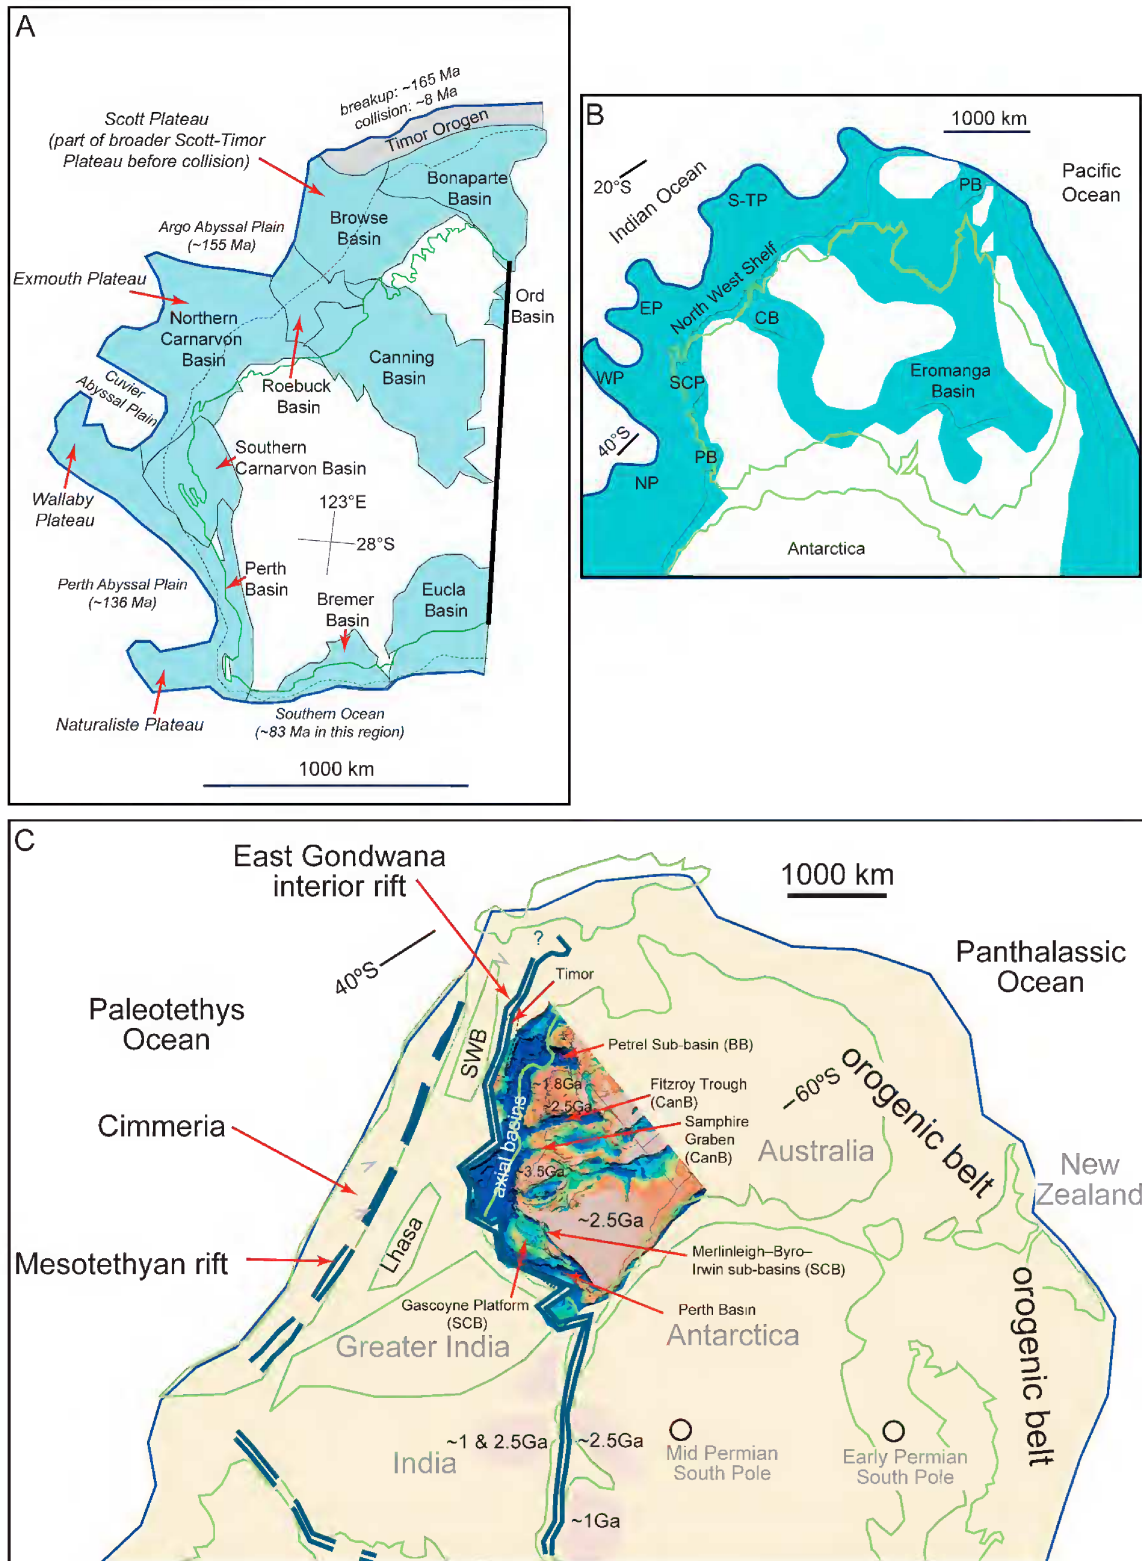 A
breakup: ~165 Ma
collision: ~8 Ma
Timor Orogen
Scott Plateau
(part of broader Scott-Timor
Plateau before collision)
Bonaparte
Basin
Browse
Basin
Argo Abyssal Plain
(~155 Ma)
Exmouth Plateau
Northern
Carnarvon
Basin
Ord
Basin
Canning
Basin
Roebuck
Basin
Cuvier
Abyssal Plain
Southern
Carnarvon Basin
Wallaby
Plateau
123°E
28°S
Perth
Basin
Perth Abyssal Plain
(~136 Ma)
Bremer
Basin
Eucla
Basin
Naturaliste Plateau
Southern Ocean
(~83 Ma in this region)
1000 km
B
1000 km
20°S
Indian Ocean
Pacific
Ocean
S-TP
PB
North West Shelf
EP
CB
WP
SCP
Eromanga
Basin
40°S
PB
NP
Antarctica
C
East Gondwana
interior rift
1000 km
40°S
?
Panthalassic
Ocean
Timor
Paleotethys
Ocean
SWB
Petrel Sub-basin (BB)
~1.8Ga
Fitzroy Trough
(CanB)
~2.5Ga
–60°S
orogenic belt
Samphire
Graben
(CanB)
Cimmeria
axial basins
Australia
~3.5Ga
New
Zealand
~2.5Ga
Lhasa
Mesotethyan rift
Merlinleigh–Byro–
Irwin sub-basins (SCB)
Gascoyne Platform
(SCB)
Perth Basin
Greater India
Antarctica
orogenic belt
~1 & 2.5Ga
~2.5Ga
India
Mid Permian
South Pole
Early Permian
South Pole
~1Ga